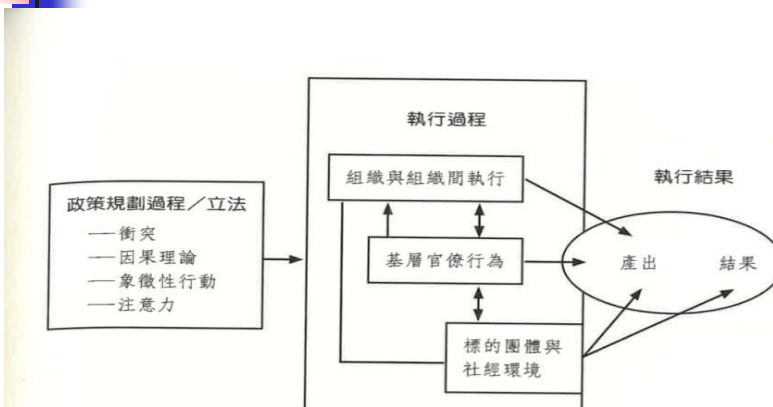 執行過程
組織與組織間執行
執行結果
政策規劃過程／立法
──衝突
──因果理論
──象徵性行動
──注意力
基層官僚行為
產出
結果
標的團體與
社經環境